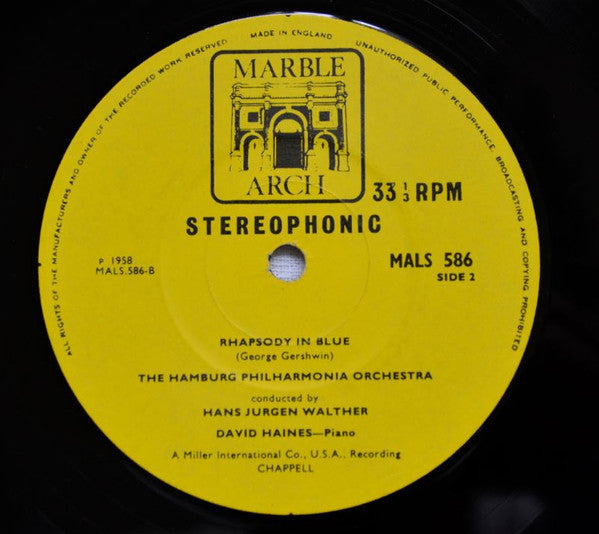 ALL RIGHTS OF THE MANUFACTURERS AND OWNER OF THE RECORDED WORK RESERVED
MADE IN ENGLAND
UNAUTHORIZED PUBLIC PERFORMANCE, BROADCASTING AND COPYING PROHIBITED
MARBLE
ARCH
33 1/3 RPM
STEREOPHONIC
P 1958
MALS.586-B
MALS 586
SIDE 2
RHAPSODY IN BLUE
(George Gershwin)
THE HAMBURG PHILHARMONIA ORCHESTRA
conducted by
HANS JURGEN WALTHER
DAVID HAINES—Piano
A Miller International Co., U.S.A., Recording
CHAPPELL